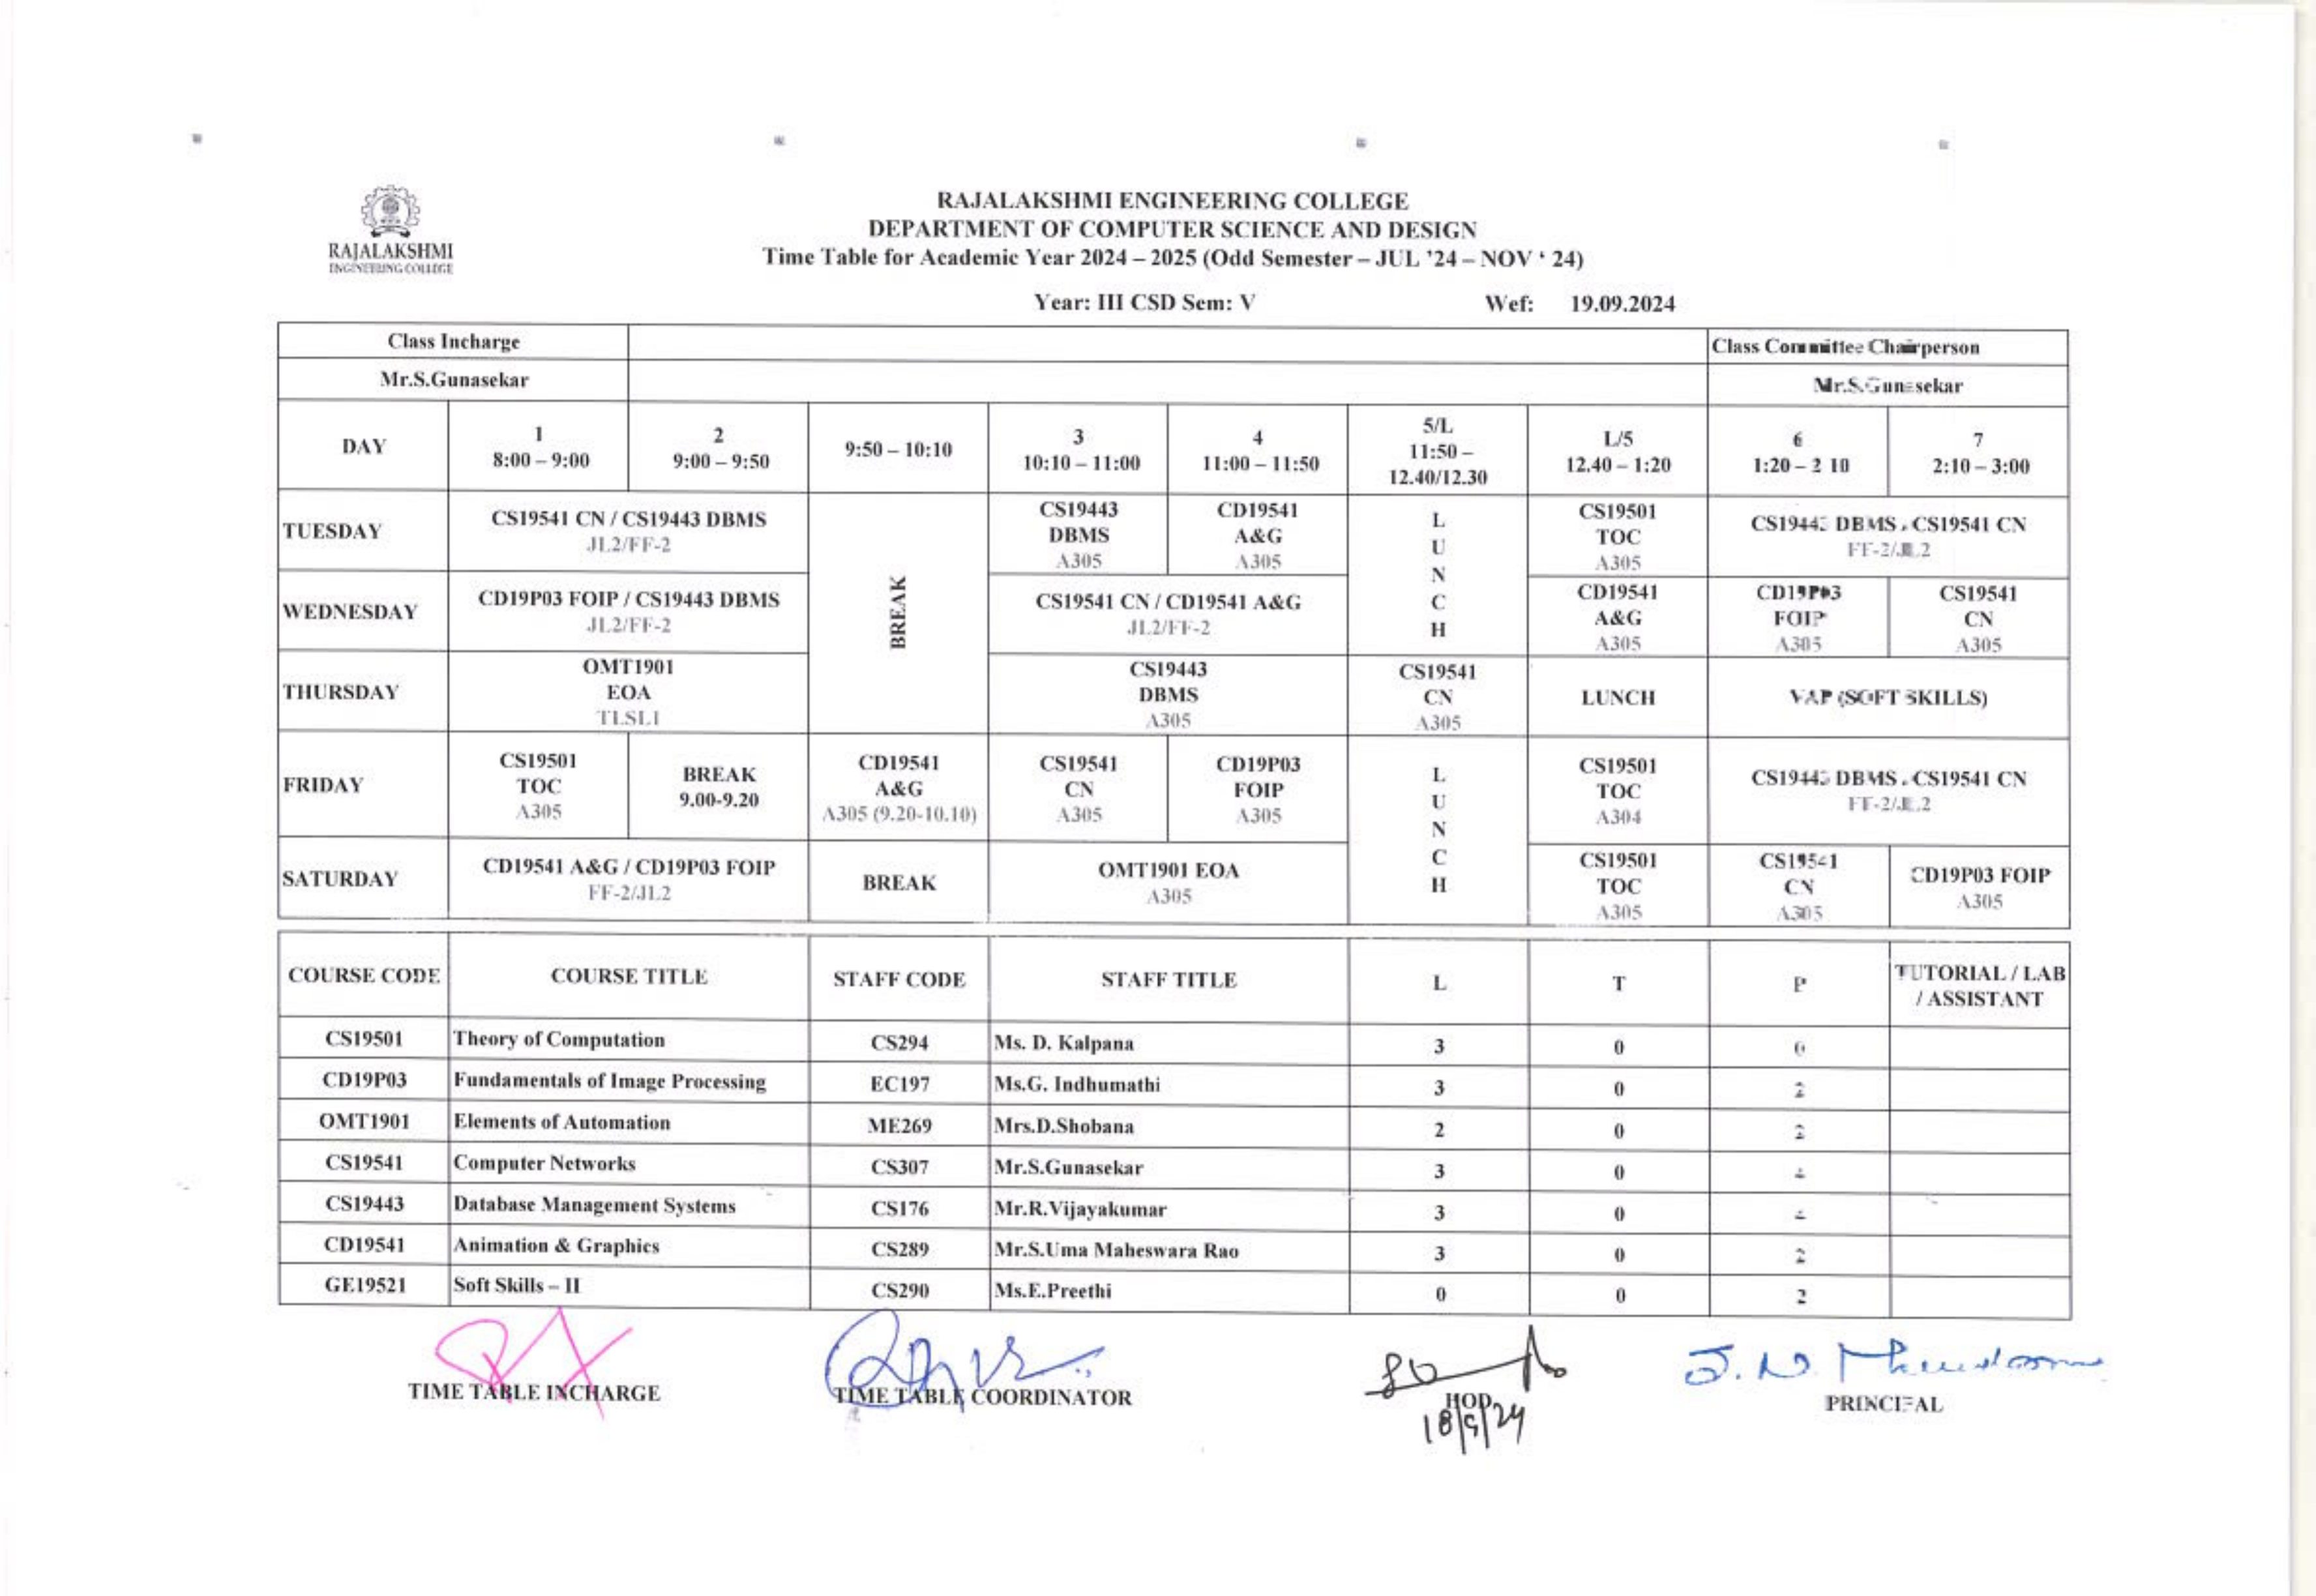 RAJALAKSHMI
ENGINEERING COLLEGE
RAJALAKSHMI ENGINEERING COLLEGE
DEPARTMENT OF COMPUTER SCIENCE AND DESIGN
Time Table for Academic Year 2024 – 2025 (Odd Semester – JUL '24 – NOV ' 24)
Year: III CSD Sem: V Wef: 19.09.2024
Class Incharge Class Committee Chairperson
Mr.S.Gunasekar Mr.S.Gunasekar
DAY
1
8:00 – 9:00
2
9:00 – 9:50
9:50 – 10:10
3
10:10 – 11:00
4
11:00 – 11:50
5/L
11:50 –
12.40/12.30
L/5
12.40 – 1:20
6
1:20 – 2 10
7
2:10 – 3:00
TUESDAY
CS19541 CN / CS19443 DBMS
JL2/FF-2
BREAK
CS19443
DBMS
A305
CD19541
A&G
A305
L
U
N
C
H
CS19501
TOC
A305
CS19443 DBMS / CS19541 CN
FF-2/JL2
WEDNESDAY
CD19P03 FOIP / CS19443 DBMS
JL2/FF-2
CS19541 CN / CD19541 A&G
JL2/FF-2
CD19541
A&G
A305
CD19P03
FOIP
A305
CS19541
CN
A305
THURSDAY
OMT1901
EOA
TLSL1
CS19443
DBMS
A305
CS19541
CN
A305
LUNCH
VAP (SOFT SKILLS)
FRIDAY
CS19501
TOC
A305
BREAK
9.00-9.20
CD19541
A&G
A305 (9.20-10.10)
CS19541
CN
A305
CD19P03
FOIP
A305
L
U
N
C
H
CS19501
TOC
A304
CS19443 DBMS / CS19541 CN
FF-2/JL2
SATURDAY
CD19541 A&G / CD19P03 FOIP
FF-2/JL2
BREAK
OMT1901 EOA
A305
CS19501
TOC
A305
CS19541
CN
A305
CD19P03 FOIP
A305
COURSE CODE COURSE TITLE STAFF CODE STAFF TITLE L T P TUTORIAL / LAB
/ ASSISTANT
CS19501 Theory of Computation CS294 Ms. D. Kalpana 3 0 0
CD19P03 Fundamentals of Image Processing EC197 Ms.G. Indhumathi 3 0 2
OMT1901 Elements of Automation ME269 Mrs.D.Shobana 2 0 2
CS19541 Computer Networks CS307 Mr.S.Gunasekar 3 0
CS19443 Database Management Systems CS176 Mr.R.Vijayakumar 3 0
CD19541 Animation & Graphics CS289 Mr.S.Uma Maheswara Rao 3 0 2
GE19521 Soft Skills – II CS290 Ms.E.Preethi 0 0 2
TIME TABLE INCHARGE
TIME TABLE COORDINATOR
HOD
18/9/24
PRINCIPAL